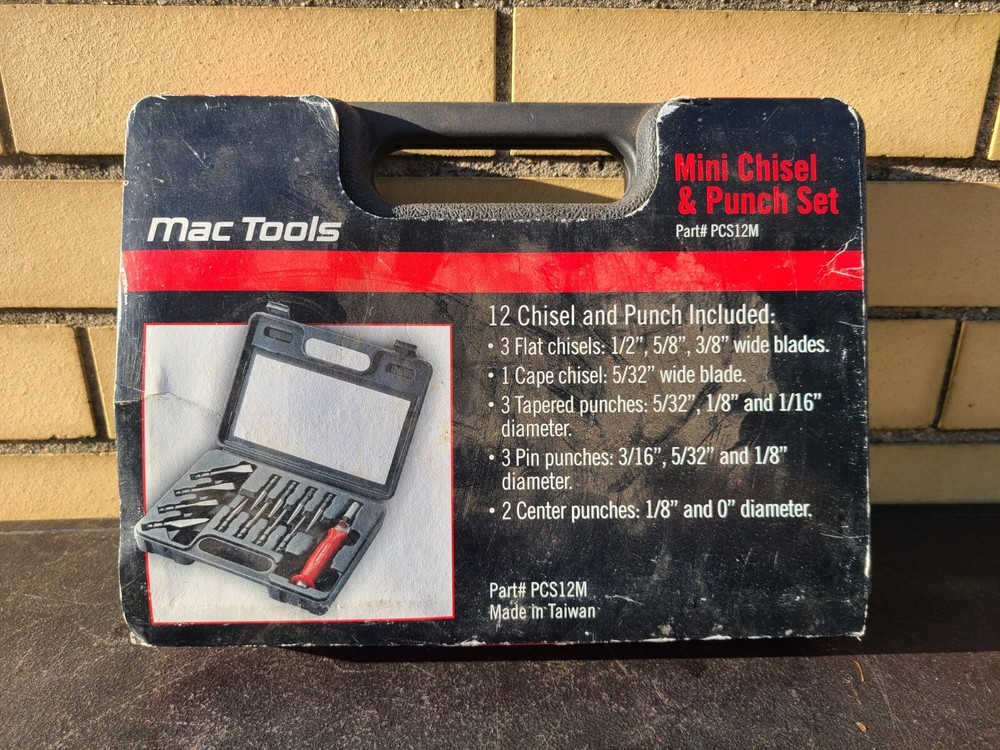 Mac Tools
Mini Chisel
& Punch Set
Part# PCS12M
12 Chisel and Punch Included:
• 3 Flat chisels: 1/2”, 5/8”, 3/8” wide blades.
• 1 Cape chisel: 5/32” wide blade.
• 3 Tapered punches: 5/32”, 1/8” and 1/16”
diameter.
• 3 Pin punches: 3/16”, 5/32” and 1/8”
diameter.
• 2 Center punches: 1/8” and 0” diameter.
Part# PCS12M
Made in Taiwan